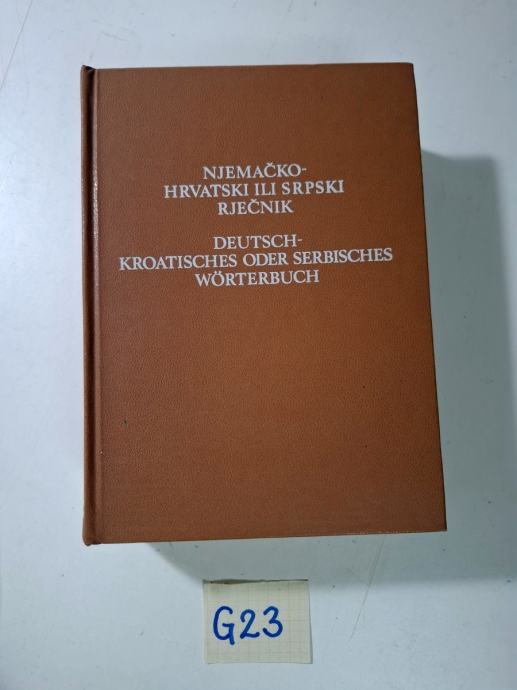 NJEMAČKO-
HRVATSKI ILI SRPSKI
RJEČNIK
DEUTSCH-
KROATISCHES ODER SERBISCHES
WÖRTERBUCH
G23